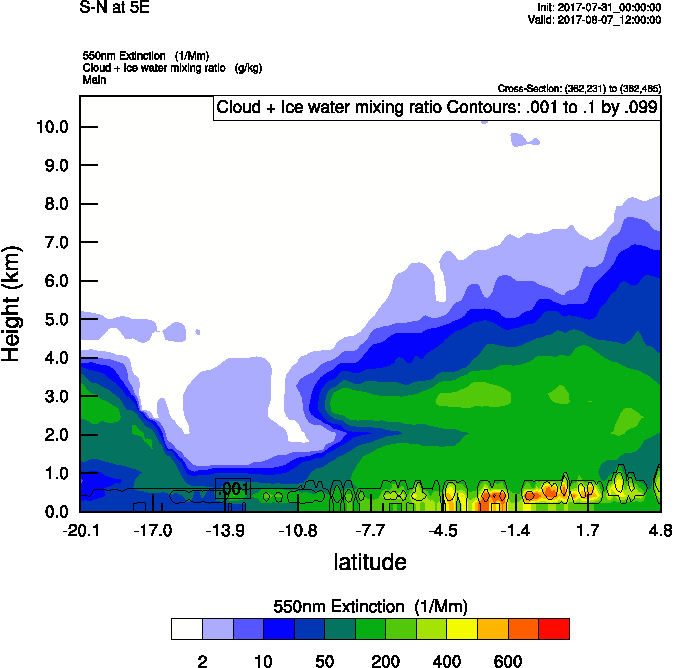 S-N at 5E
Init: 2017-07-31_00:00:00
Valid: 2017-08-07_12:00:00
550nm Extinction (1/Mm)
Cloud + Ice water mixing ratio (g/kg)
Main
Cross-Section: (362,231) to (362,485)
Cloud + Ice water mixing ratio Contours: .001 to .1 by .099
10.0
9.0
8.0
7.0
6.0
5.0
4.0
3.0
2.0
1.0
0.0
Height (km)
.001
-20.1 -17.0 -13.9 -10.8 -7.7 -4.5 -1.4 1.7 4.8
latitude
550nm Extinction (1/Mm)
2 10 50 200 400 600